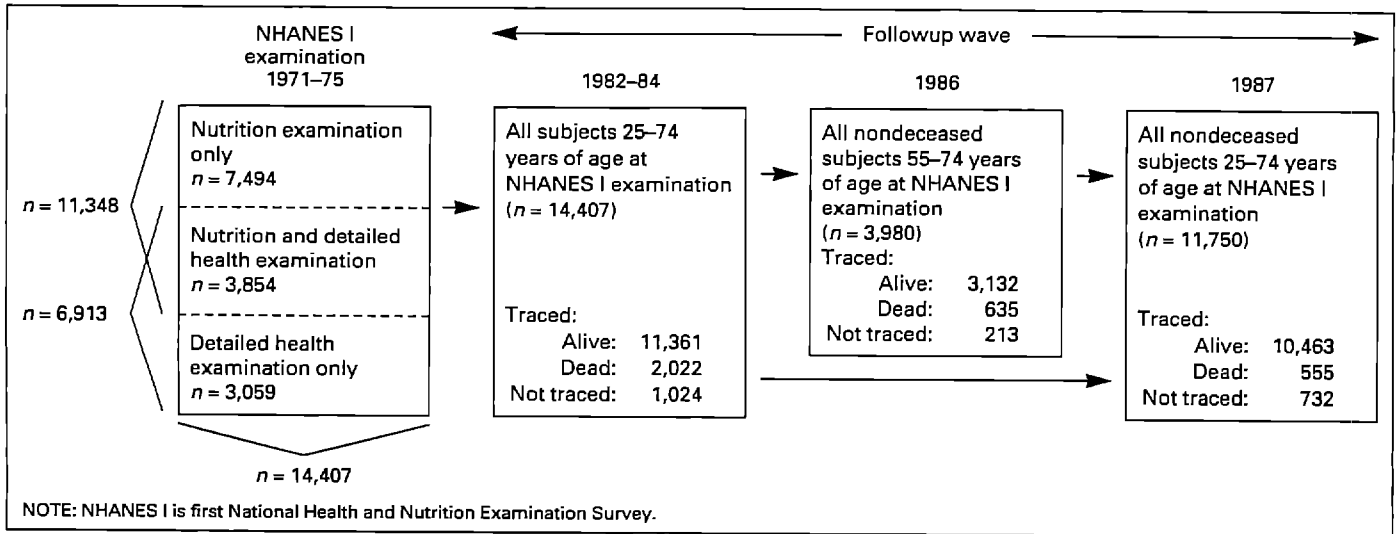 NHANES I
examination
1971–75
Followup wave
1982–84
1986
1987
n = 11,348
n = 6,913
Nutrition examination
only
n = 7,494
Nutrition and detailed
health examination
n = 3,854
Detailed health
examination only
n = 3,059
n = 14,407
All subjects 25–74
years of age at
NHANES I examination
(n = 14,407)
Traced:
Alive: 11,361
Dead: 2,022
Not traced: 1,024
All nondeceased
subjects 55–74 years
of age at NHANES I
examination
(n = 3,980)
Traced:
Alive: 3,132
Dead: 635
Not traced: 213
All nondeceased
subjects 25–74 years
of age at NHANES I
examination
(n = 11,750)
Traced:
Alive: 10,463
Dead: 555
Not traced: 732
NOTE: NHANES I is first National Health and Nutrition Examination Survey.